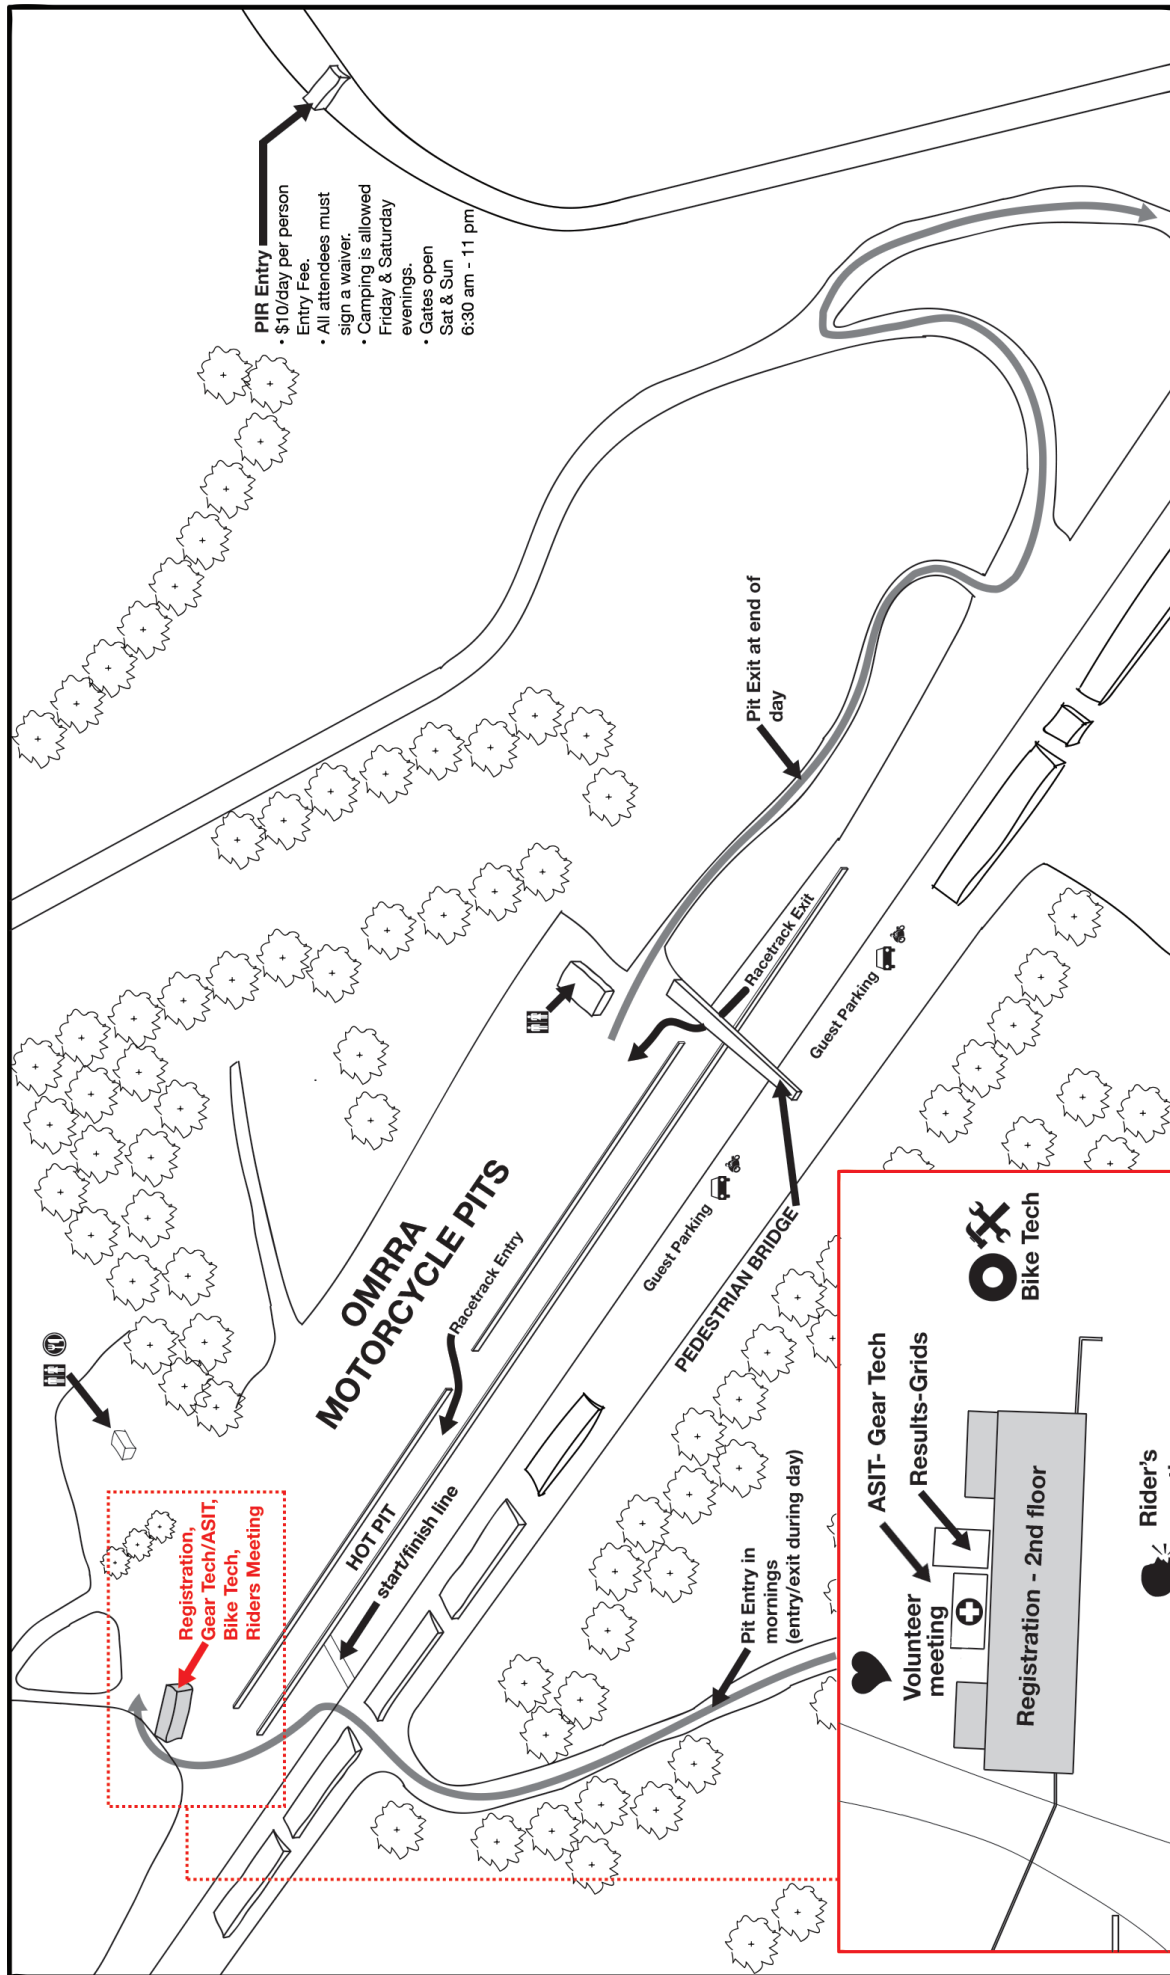 PIR Entry
• $10/day per person
Entry Fee.
• All attendees must
sign a waiver.
• Camping is allowed
Friday & Saturday
evenings.
• Gates open
Sat & Sun
6:30 am - 11 pm
Pit Exit at end of
day
Racetrack Exit
Guest Parking
OMRRA
MOTORCYCLE PITS
Racetrack Entry
Guest Parking
PEDESTRIAN BRIDGE
Registration,
Gear Tech/ASIT,
Bike Tech,
Riders Meeting
HOT PIT
start/finish line
Pit Entry in
mornings
(entry/exit during day)
Bike Tech
ASIT- Gear Tech
Results-Grids
Volunteer
meeting
Registration - 2nd floor
Rider's